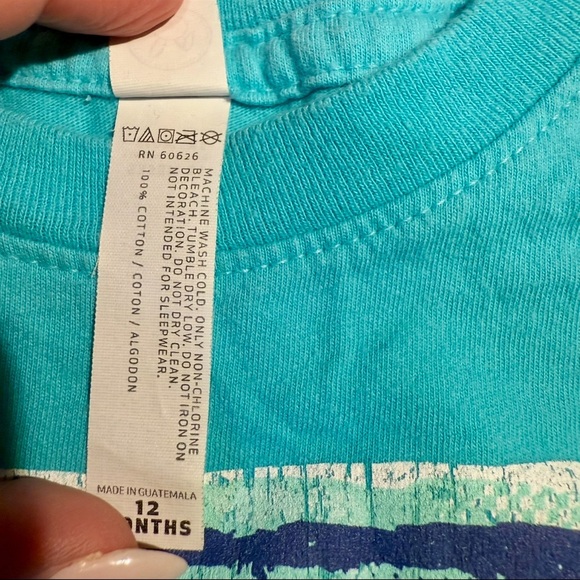 RN 60626
MACHINE WASH COLD. ONLY NON-CHLORINE
BLEACH. TUMBLE DRY LOW. DO NOT IRON ON
DECORATION. DO NOT DRY CLEAN.
NOT INTENDED FOR SLEEPWEAR.
100% COTTON / COTON / ALGODON
MADE IN GUATEMALA
12
ONTHS